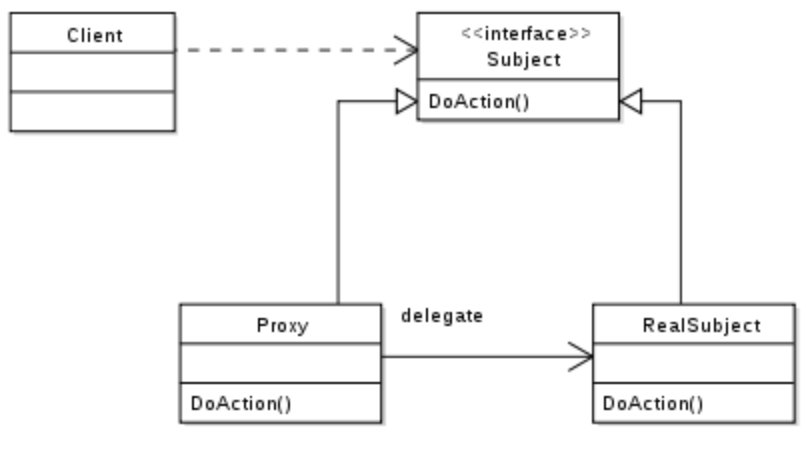 Client
<<interface>>
Subject
DoAction()
Proxy
delegate
RealSubject
DoAction()
DoAction()